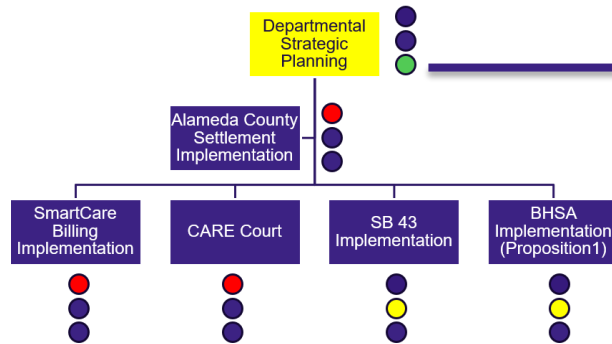 Departmental
Strategic
Planning
Alameda County
Settlement
Implementation
SmartCare
Billing
Implementation
CARE Court
SB 43
Implementation
BHSA
Implementation
(Proposition1)